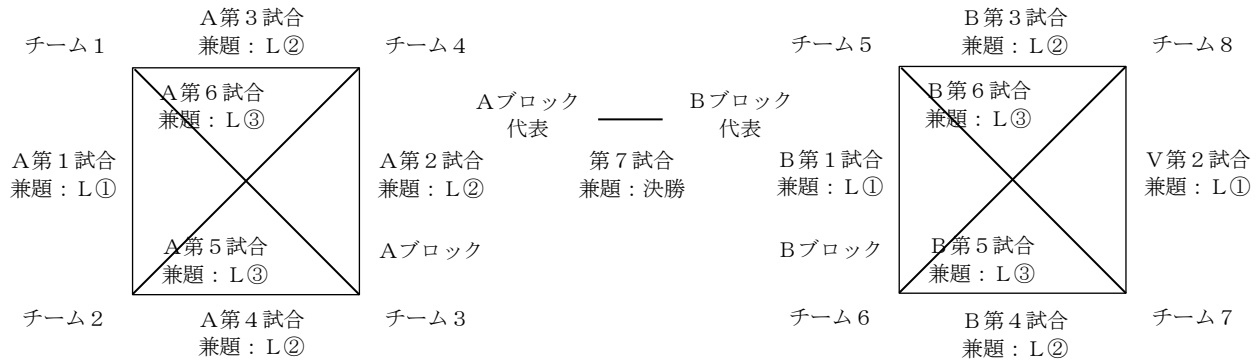 A第3試合
兼題：L②
チーム1
チーム4
A第6試合
兼題：L③
A第1試合
兼題：L①
A第2試合
兼題：L②
A第5試合
兼題：L③
Aブロック
チーム2
チーム3
A第4試合
兼題：L②
Aブロック
代表
Bブロック
代表
第7試合
兼題：決勝
B第3試合
兼題：L②
チーム5
チーム8
B第6試合
兼題：L③
B第1試合
兼題：L①
V第2試合
兼題：L①
Bブロック
B第5試合
兼題：L③
チーム6
チーム7
B第4試合
兼題：L②